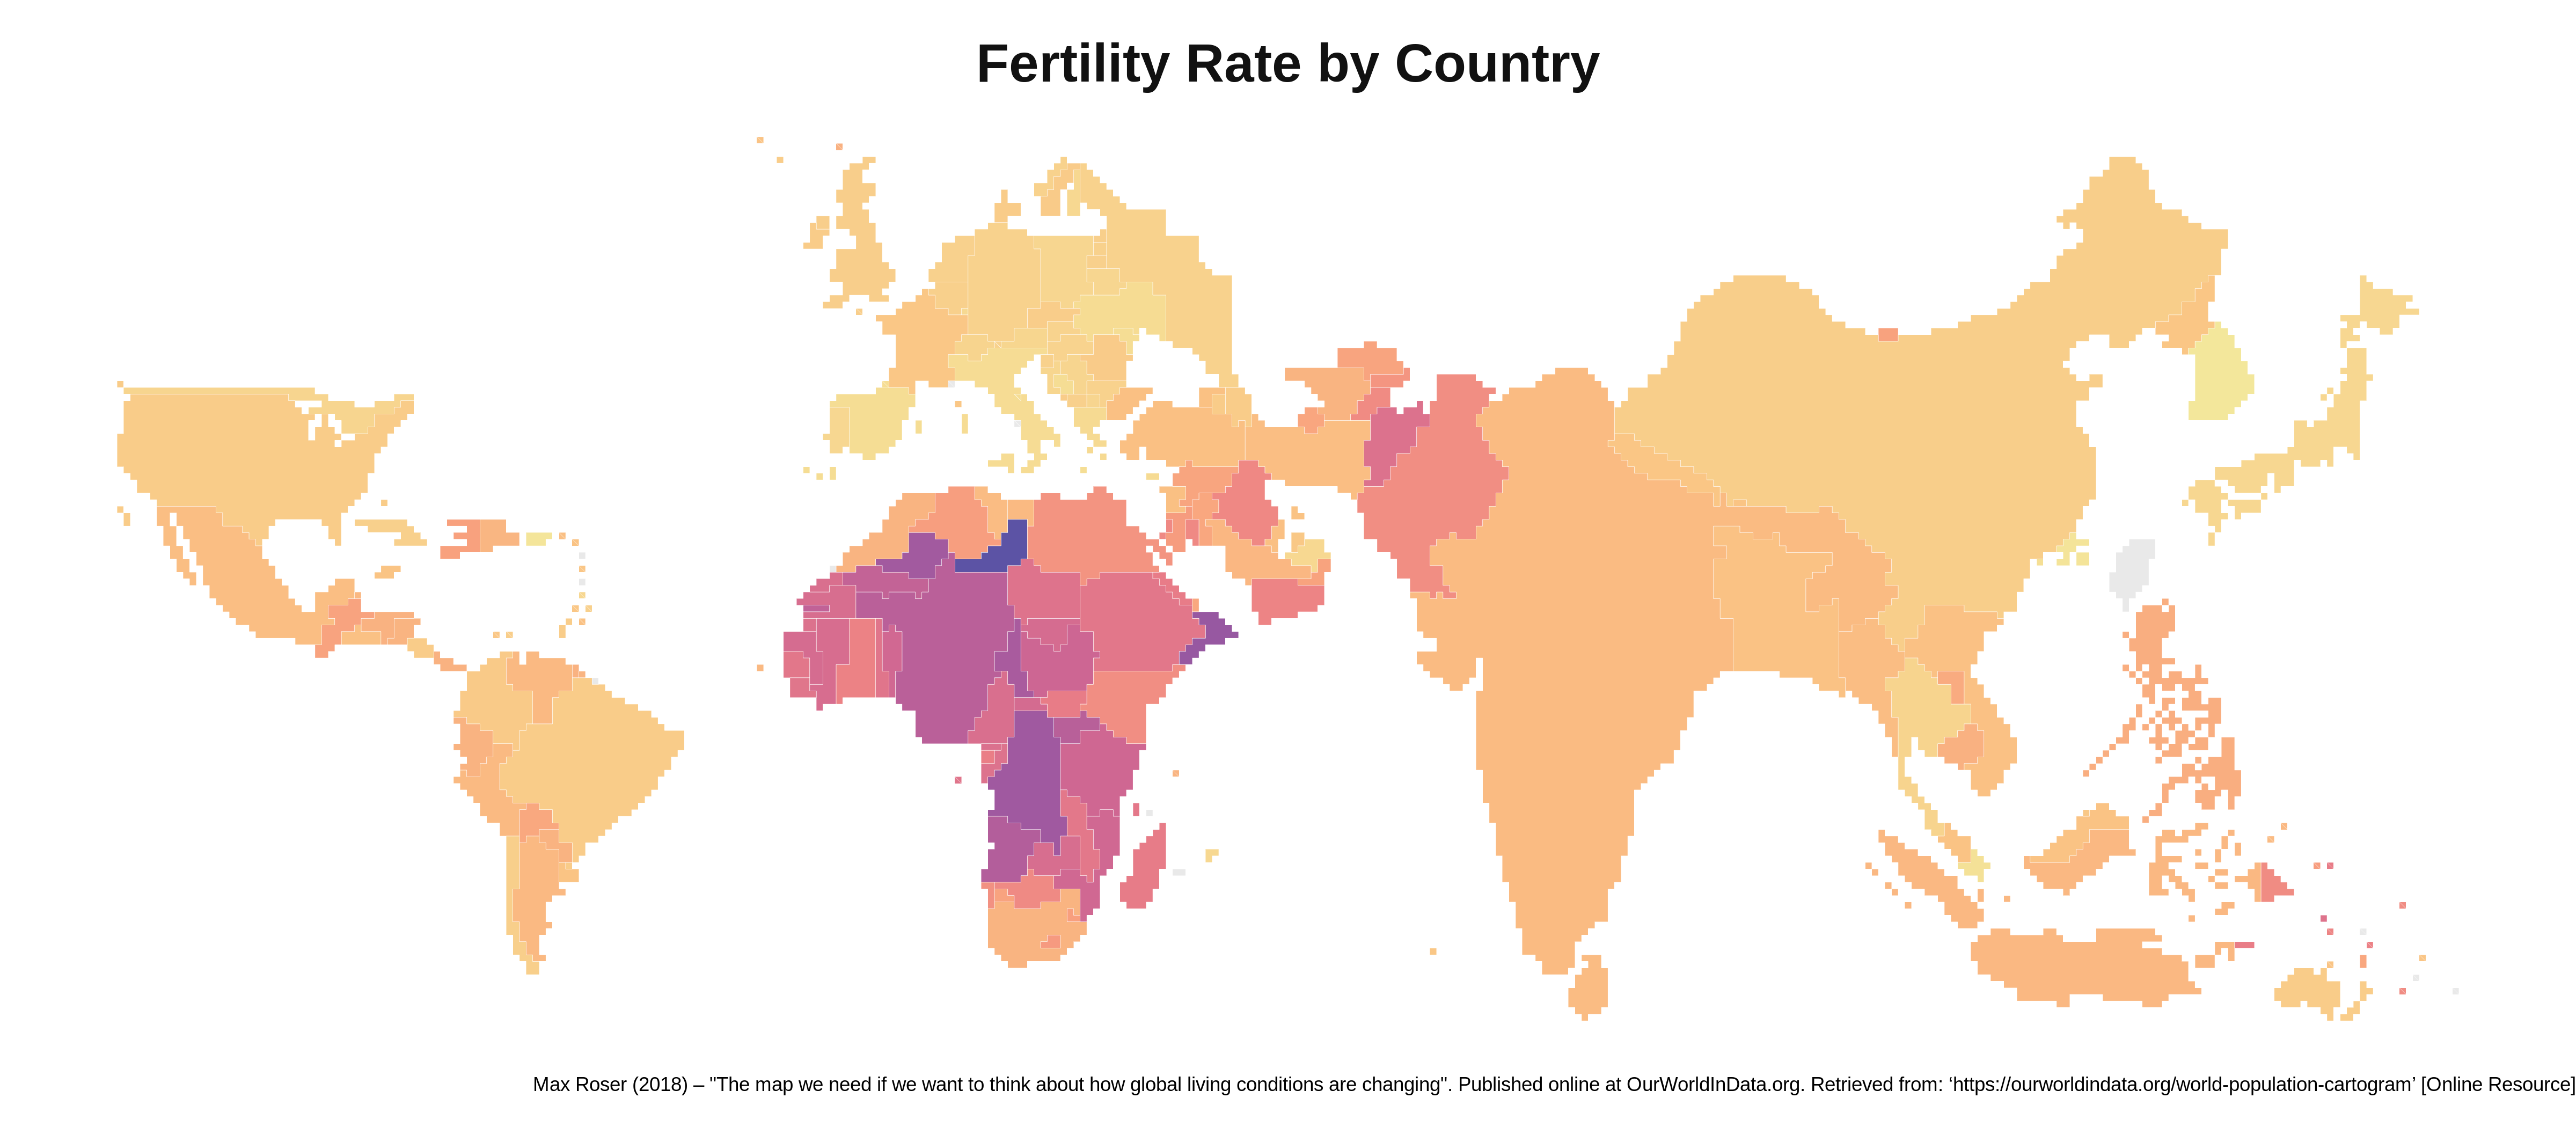 Fertility Rate by Country
Max Roser (2018) – "The map we need if we want to think about how global living conditions are changing". Published online at OurWorldInData.org. Retrieved from: ‘https://ourworldindata.org/world-population-cartogram’ [Online Resource]